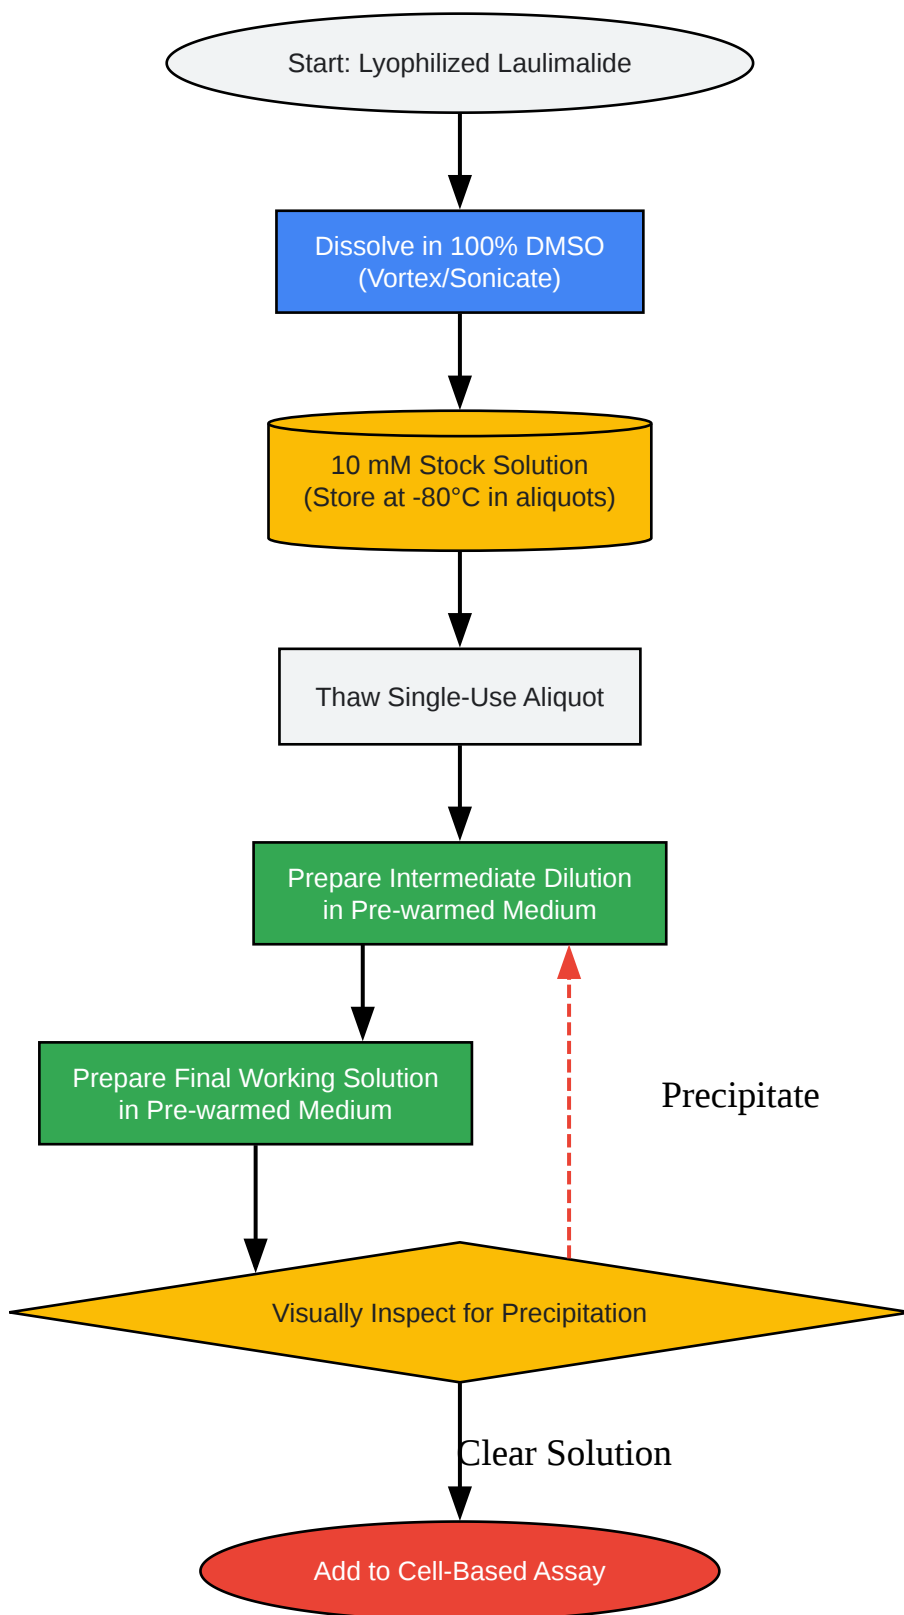 Start: Lyophilized Laulimalide
Dissolve in 100% DMSO
(Vortex/Sonicate)
10 mM Stock Solution
(Store at -80°C in aliquots)
Thaw Single-Use Aliquot
Prepare Intermediate Dilution
in Pre-warmed Medium
Prepare Final Working Solution
in Pre-warmed Medium
Precipitate
Visually Inspect for Precipitation
Clear Solution
Add to Cell-Based Assay